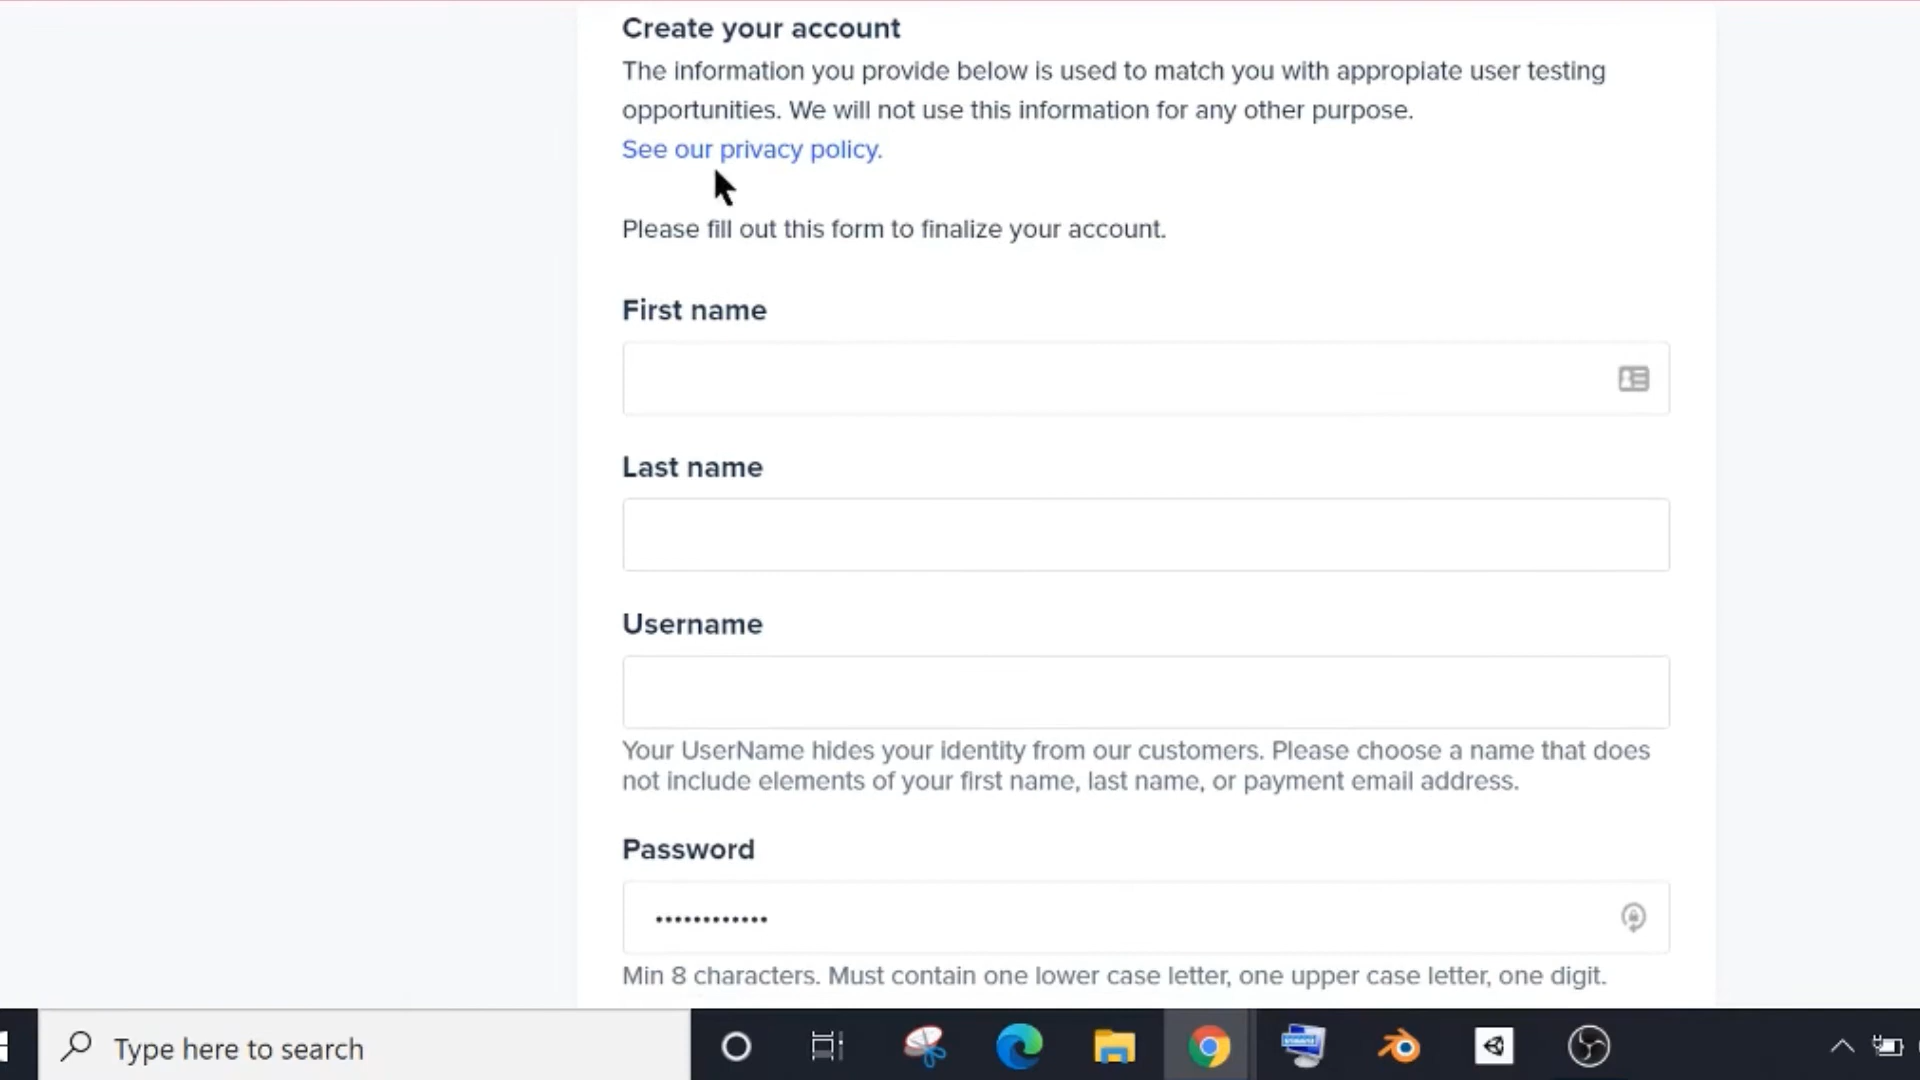 Create your account
The information you provide below is used to match you with appropiate user testing
opportunities. We will not use this information for any other purpose.
See our privacy policy.
Please fill out this form to finalize your account.
First name
Last name
Username
Your UserName hides your identity from our customers. Please choose a name that does
not include elements of your first name, last name, or payment email address.
Password
••••••••••••
Min 8 characters. Must contain one lower case letter, one upper case letter, one digit.
Type here to search